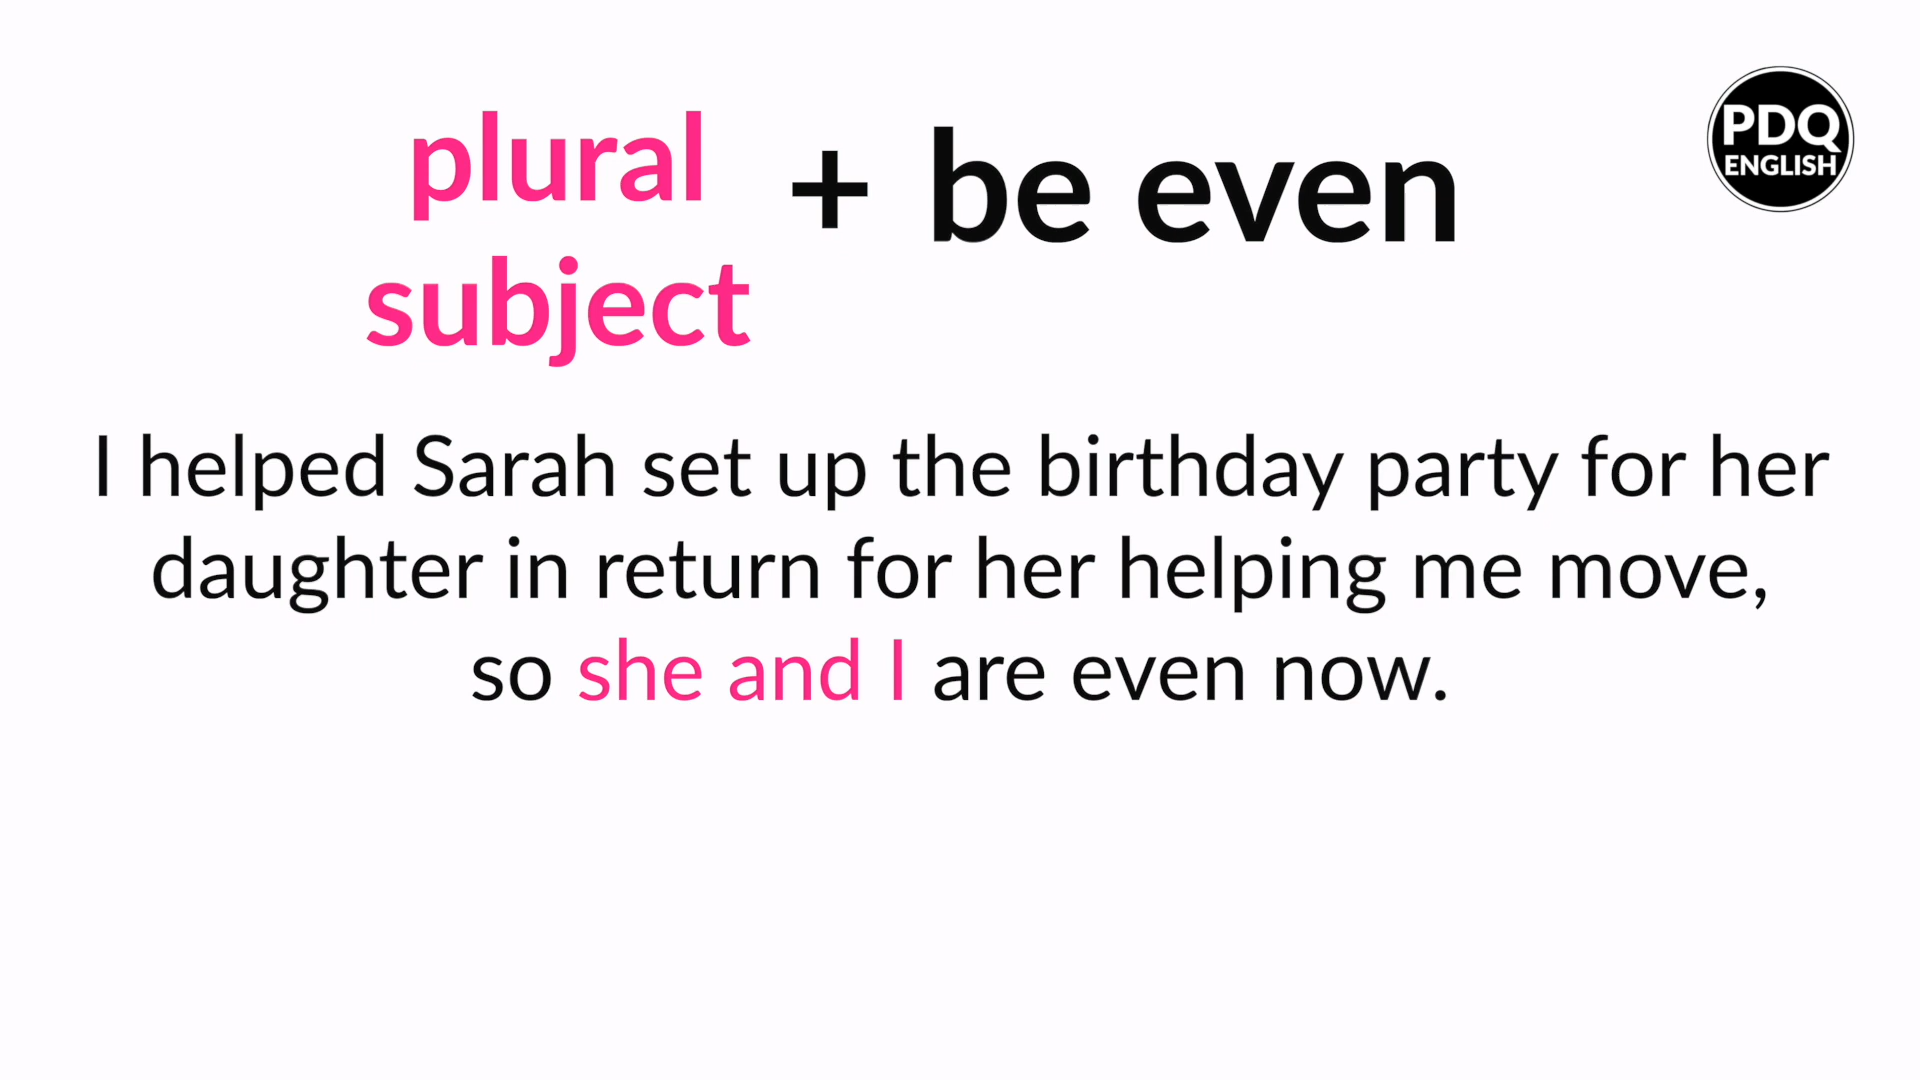 plural
subject
+ be even
PDQ
ENGLISH
I helped Sarah set up the birthday party for her
daughter in return for her helping me move,
so she and I are even now.